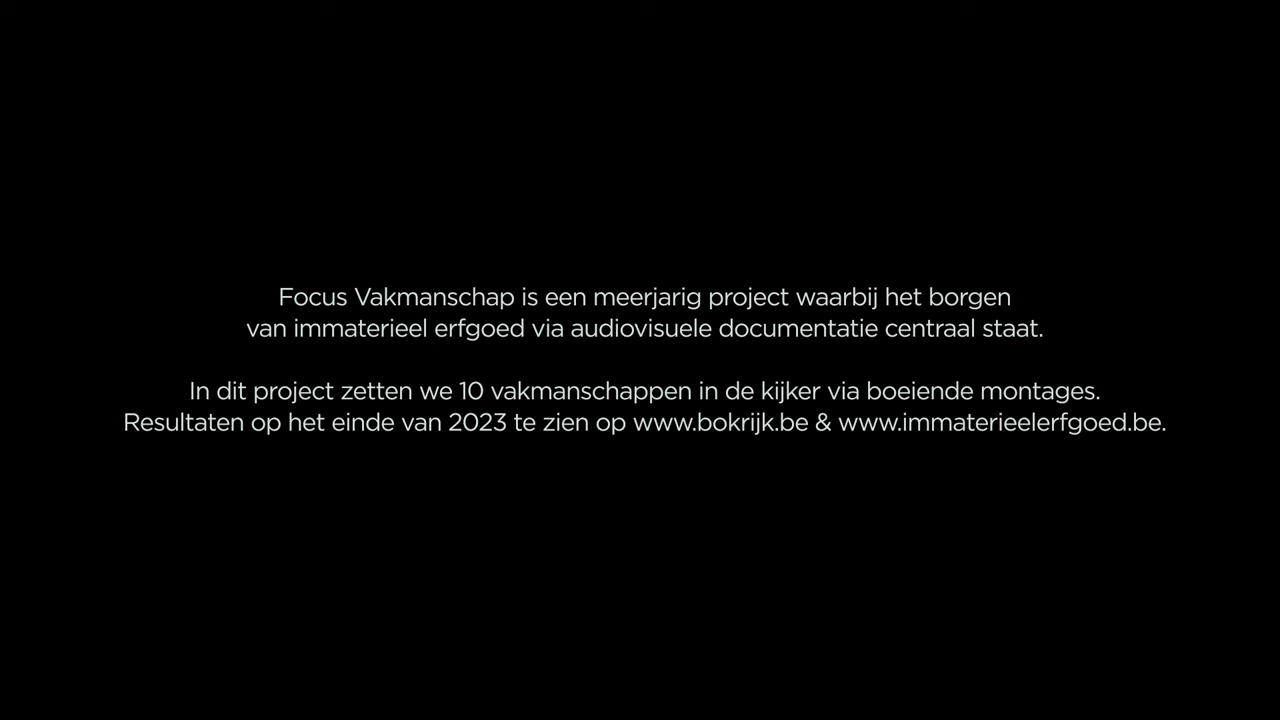 Focus Vakmanschap is een meerjarig project waarbij het borgen
van immaterieel erfgoed via audiovisuele documentatie centraal staat.
In dit project zetten we 10 vakmanschappen in de kijker via boeiende montages.
Resultaten op het einde van 2023 te zien op www.bokrijk.be & www.immaterieelerfgoed.be.